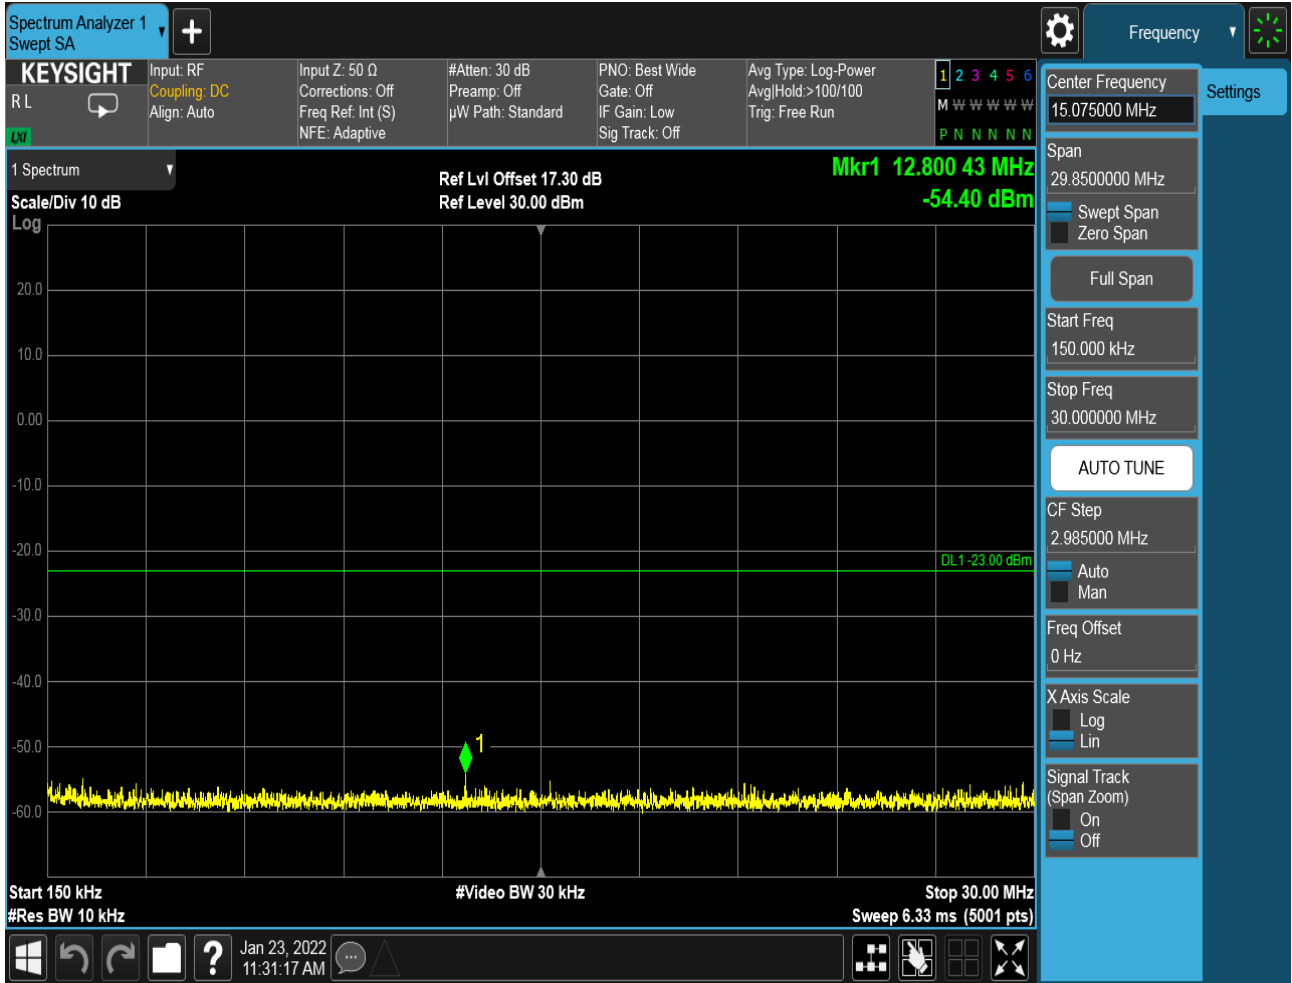 Spectrum Analyzer 1
Swept SA
Frequency
KEYSIGHT
R L
LXI
Input: RF
Coupling: DC
Align: Auto
Input Z: 50 Ω
Corrections: Off
Freq Ref: Int (S)
NFE: Adaptive
#Atten: 30 dB
Preamp: Off
µW Path: Standard
PNO: Best Wide
Gate: Off
IF Gain: Low
Sig Track: Off
Avg Type: Log-Power
Avg|Hold:>100/100
Trig: Free Run
1 2 3 4 5 6
M W W W W W
P N N N N N
1 Spectrum
Scale/Div 10 dB
Log
Ref Lvl Offset 17.30 dB
Ref Level 30.00 dBm
Mkr1 12.800 43 MHz
-54.40 dBm
20.0
10.0
0.00
-10.0
-20.0
-30.0
-40.0
-50.0
-60.0
DL1 -23.00 dBm
1
Start 150 kHz
#Res BW 10 kHz
#Video BW 30 kHz
Stop 30.00 MHz
Sweep 6.33 ms (5001 pts)
Center Frequency
15.075000 MHz
Span
29.8500000 MHz
Swept Span
Zero Span
Full Span
Start Freq
150.000 kHz
Stop Freq
30.000000 MHz
AUTO TUNE
CF Step
2.985000 MHz
Auto
Man
Freq Offset
0 Hz
X Axis Scale
Log
Lin
Signal Track
(Span Zoom)
On
Off
Settings
?
Jan 23, 2022
11:31:17 AM